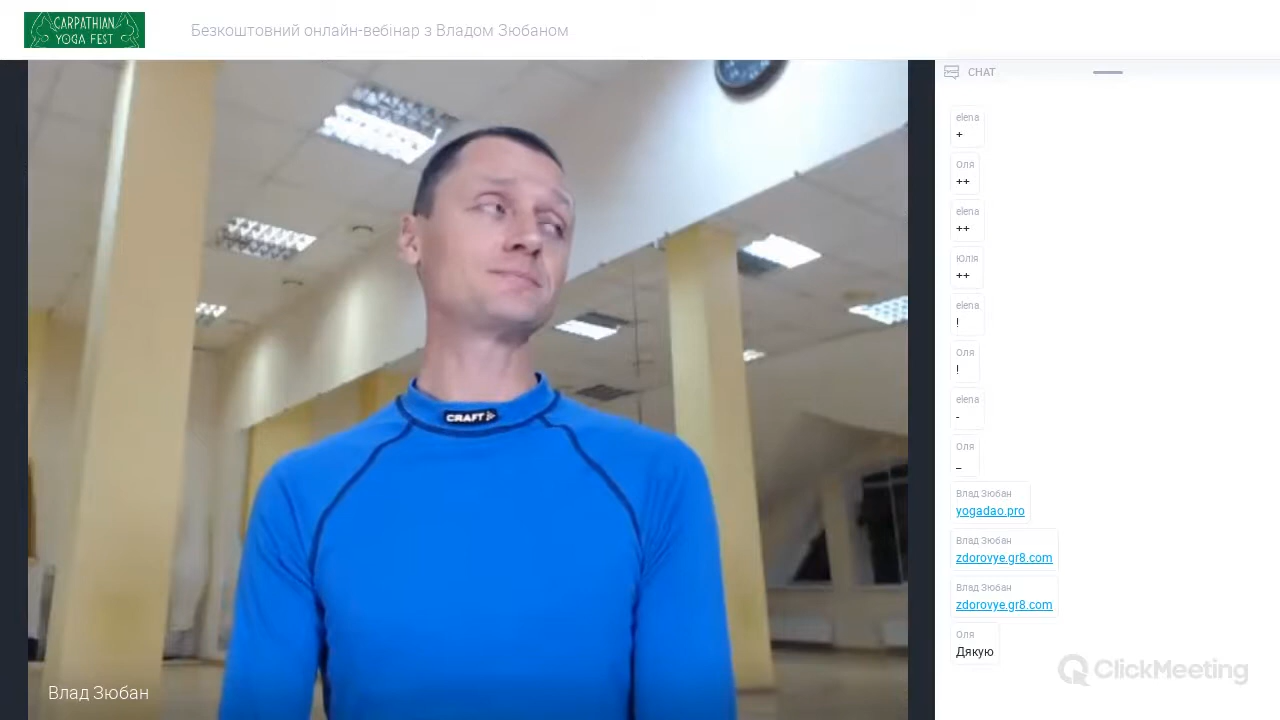 CARPATHIAN
YOGA FEST
Безкоштовний онлайн-вебінар з Владом Зюбаном
CRAFT
Влад Зюбан
CHAT
elena
+
Оля
++
elena
++
Юлія
++
elena
!
Оля
!
elena
-
Оля
_
Влад Зюбан
yogadao.pro
Влад Зюбан
zdorovye.gr8.com
Влад Зюбан
zdorovye.gr8.com
Оля
Дякую
ClickMeeting